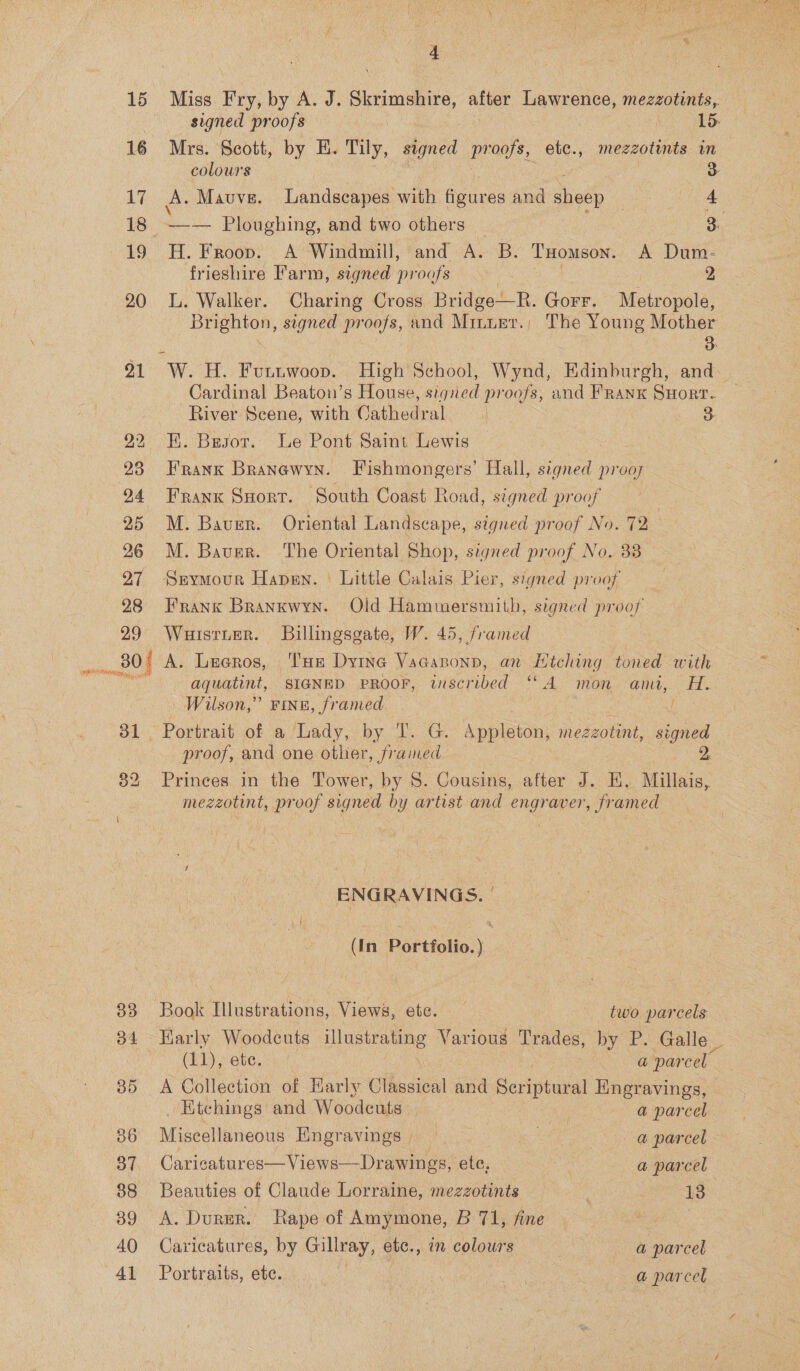 4
15 Miss Fry, by A. J. Skrimshire, after Lawrence, mezzotints,
signed proofs 15
16 Mrs. Scott, by E. Tily, signed proofs, etc., mezzotints in
colours 3
17 A. Mauve. Landscapes with figures and sheep 4
18 —— Ploughing, and two others 3
19 H. Froop. A Windmill, and A. B. Thomson. A Dum-
frieshire Farm, signed proofs 2
20 L. Walker. Charing Cross Bridge—R. Goff. Metropole,
Brighton, signed proofs, and Millet. The Young Mother
3
21 W. H. Fullwood. High School, Wynd, Edinburgh, and
Cardinal Beaton's House, signed proofs, and Frank Short.
River Scene, with Cathedral 3
22 E. Bejot. Le Pont Saint Lewis
23 Frank Brangwyn. Fishmongers' Hall, signed proof
24 Frank Short. South Coast Road, signed proof
25 M. Bauer. Oriental Landscape, signed proof No. 72
26 M. Bauer. The Oriental Shop, signed proof No. 33
27 Seymour Haden. Little Calais Pier, signed proof
28 Frank Brankwyn. Old Hammersmith, signed proof
29 Whistler. Billingsgate, W. 45, framed
30 A. Legros, The Dying Vagabond, an Etching toned with
aquatint, SIGNED PROOF, inscribed “A mon ami, H.
Wilson,” FINE, framed
31 Portrait of a Lady, by T. G. Appleton, mezzotint, signed
proof, and one other, framed 2
32 Princes in the Tower, by S. Cousins, after J. E. Millais,
mezzotint, proof signed by artist and engraver, framed
ENGRAVINGS.
(In Portfolio.)
33 Book Illustrations, Views, etc. two parcels
34 Early Woodcuts illustrating Various Trades, by P. Galle
(11), etc. a parcel
35 A Collection of Early Classical and Scriptural Engravings,
Etchings and Woodcuts a parcel
36 Miscellaneous Engravings a parcel
37 Caricatures—Views—Drawings, etc, a parcel
38 Beauties of Claude Lorraine, mezzotints 13
39 A. Durer. Rape of Amymone, B 71, fine
40 Caricatures, by Gillray, etc., in colours a parcel
41 Portraits, etc. a parcel